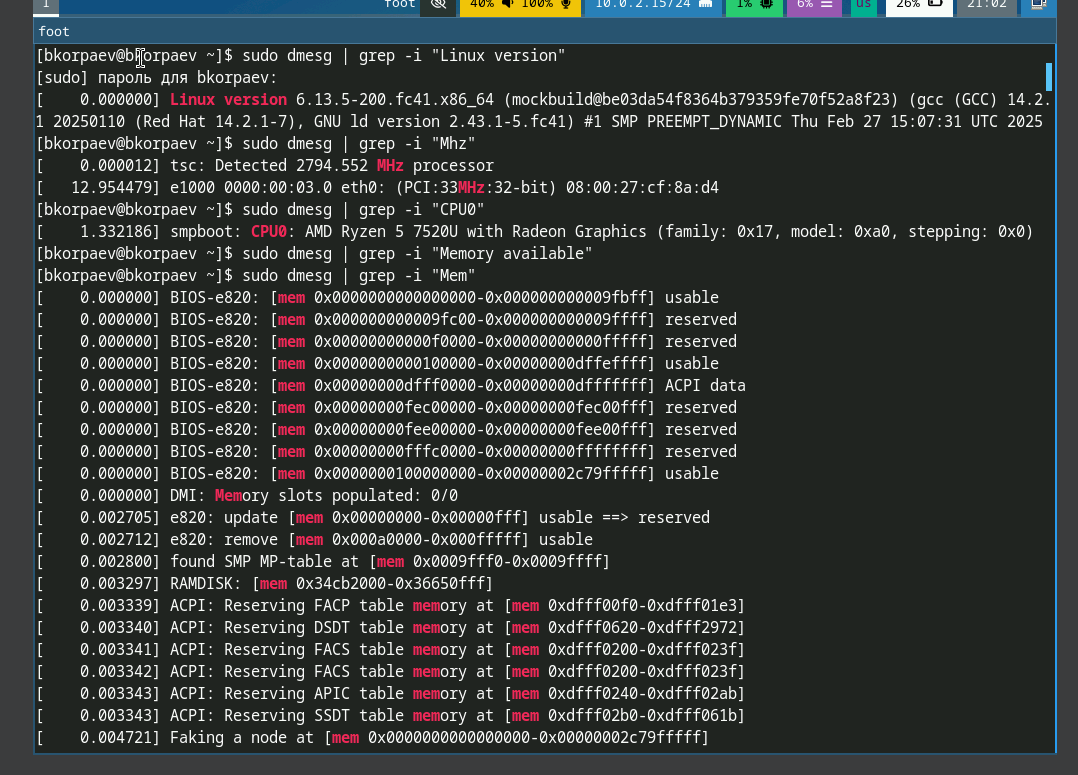 1 foot 40% 100% 10.0.2.15/24 1% 6% us 26% 21:02
foot
[bkorpaev@bkorpaev ~]$ sudo dmesg | grep -i "Linux version"
[sudo] пароль для bkorpaev:
[    0.000000] Linux version 6.13.5-200.fc41.x86_64 (mockbuild@be03da54f8364b379359fe70f52a8f23) (gcc (GCC) 14.2.
1 20250110 (Red Hat 14.2.1-7), GNU ld version 2.43.1-5.fc41) #1 SMP PREEMPT_DYNAMIC Thu Feb 27 15:07:31 UTC 2025
[bkorpaev@bkorpaev ~]$ sudo dmesg | grep -i "Mhz"
[    0.000012] tsc: Detected 2794.552 MHz processor
[   12.954479] e1000 0000:00:03.0 eth0: (PCI:33MHz:32-bit) 08:00:27:cf:8a:d4
[bkorpaev@bkorpaev ~]$ sudo dmesg | grep -i "CPU0"
[    1.332186] smpboot: CPU0: AMD Ryzen 5 7520U with Radeon Graphics (family: 0x17, model: 0xa0, stepping: 0x0)
[bkorpaev@bkorpaev ~]$ sudo dmesg | grep -i "Memory available"
[bkorpaev@bkorpaev ~]$ sudo dmesg | grep -i "Mem"
[    0.000000] BIOS-e820: [mem 0x0000000000000000-0x000000000009fbff] usable
[    0.000000] BIOS-e820: [mem 0x000000000009fc00-0x000000000009ffff] reserved
[    0.000000] BIOS-e820: [mem 0x00000000000f0000-0x00000000000fffff] reserved
[    0.000000] BIOS-e820: [mem 0x0000000000100000-0x00000000dffeffff] usable
[    0.000000] BIOS-e820: [mem 0x00000000dfff0000-0x00000000dfffffff] ACPI data
[    0.000000] BIOS-e820: [mem 0x00000000fec00000-0x00000000fec00fff] reserved
[    0.000000] BIOS-e820: [mem 0x00000000fee00000-0x00000000fee00fff] reserved
[    0.000000] BIOS-e820: [mem 0x00000000fffc0000-0x00000000ffffffff] reserved
[    0.000000] BIOS-e820: [mem 0x0000000100000000-0x00000002c79fffff] usable
[    0.000000] DMI: Memory slots populated: 0/0
[    0.002705] e820: update [mem 0x00000000-0x00000fff] usable ==> reserved
[    0.002712] e820: remove [mem 0x000a0000-0x000fffff] usable
[    0.002800] found SMP MP-table at [mem 0x0009fff0-0x0009ffff]
[    0.003297] RAMDISK: [mem 0x34cb2000-0x36650fff]
[    0.003339] ACPI: Reserving FACP table memory at [mem 0xdfff00f0-0xdfff01e3]
[    0.003340] ACPI: Reserving DSDT table memory at [mem 0xdfff0620-0xdfff2972]
[    0.003341] ACPI: Reserving FACS table memory at [mem 0xdfff0200-0xdfff023f]
[    0.003342] ACPI: Reserving FACS table memory at [mem 0xdfff0200-0xdfff023f]
[    0.003343] ACPI: Reserving APIC table memory at [mem 0xdfff0240-0xdfff02ab]
[    0.003343] ACPI: Reserving SSDT table memory at [mem 0xdfff02b0-0xdfff061b]
[    0.004721] Faking a node at [mem 0x0000000000000000-0x00000002c79fffff]